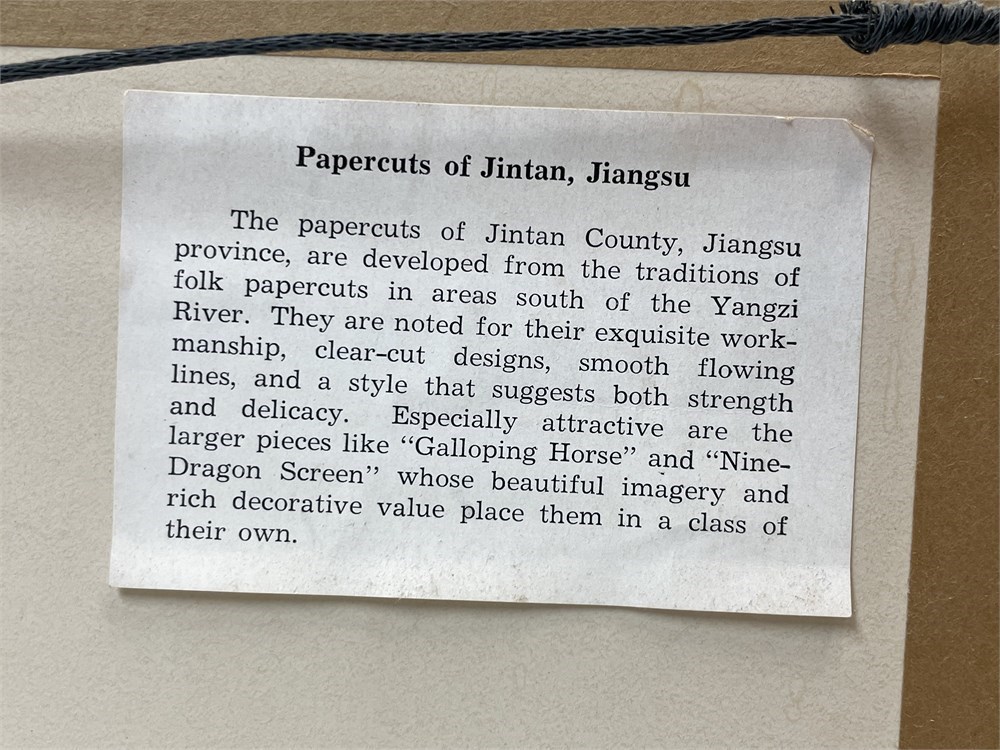 Papercuts of Jintan, Jiangsu
The papercuts of Jintan County, Jiangsu
province, are developed from the traditions of
folk papercuts in areas south of the Yangzi
River. They are noted for their exquisite work-
manship, clear-cut designs, smooth flowing
lines, and a style that suggests both strength
and delicacy. Especially attractive are the
larger pieces like “Galloping Horse” and “Nine-
Dragon Screen” whose beautiful imagery and
rich decorative value place them in a class of
their own.